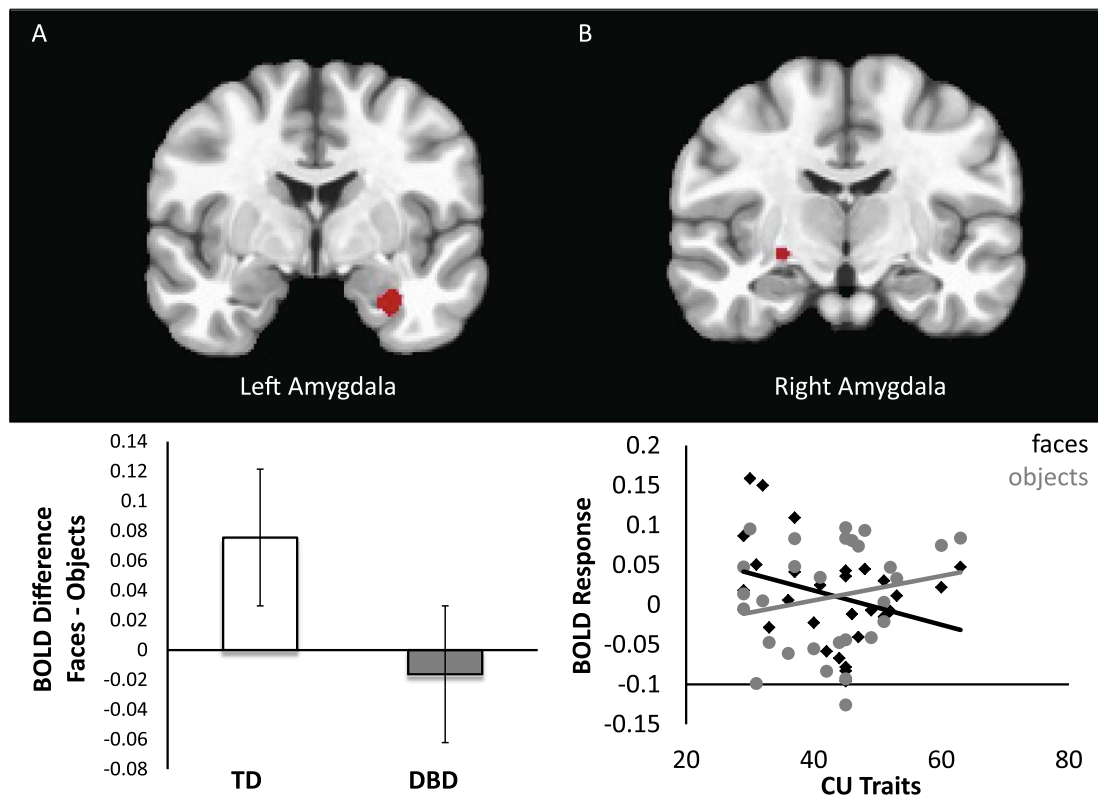 A
B
Left Amygdala
Right Amygdala
BOLD Difference
Faces - Objects
0.14
0.12
0.1
0.08
0.06
0.04
0.02
0
-0.02
-0.04
-0.06
-0.08
TD
DBD
BOLD Response
0.2
0.15
0.1
0.05
0
-0.05
-0.1
-0.15
faces
objects
20
40
60
80
CU Traits